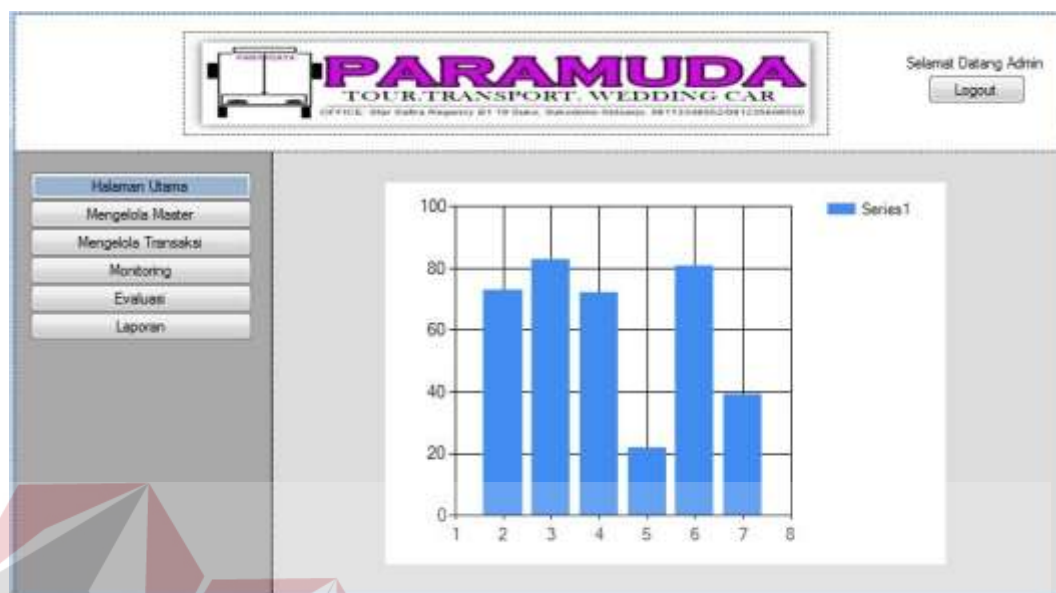 PARAMUDA
TOUR.TRANSPORT. WEDDING CAR
OFFICE
Selamat Datang Admin
Logout
Halaman Utama
Mengelola Master
Mengelola Transaksi
Monitoring
Evaluasi
Laporan
100
80
60
40
20
0
1 2 3 4 5 6 7 8
Series1